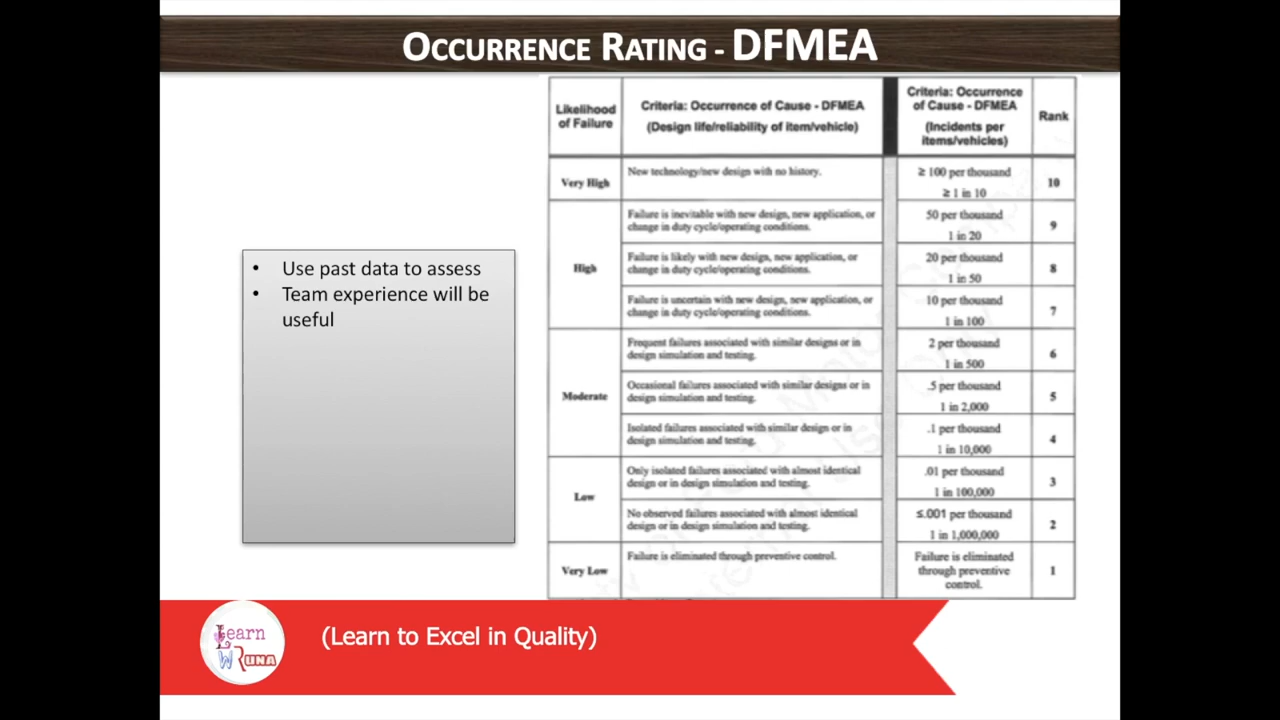 OCCURRENCE RATING - DFMEA
• Use past data to assess
• Team experience will be
useful
Likelihood
of Failure
Criteria: Occurrence of Cause - DFMEA
(Design life/reliability of item/vehicle)
Criteria: Occurrence
of Cause - DFMEA
(Incidents per
items/vehicles)
Rank
Very High
New technology/new design with no history.
≥ 100 per thousand
≥ 1 in 10
10
High
Failure is inevitable with new design, new application, or
change in duty cycle/operating conditions.
50 per thousand
1 in 20
9
Failure is likely with new design, new application, or
change in duty cycle/operating conditions.
20 per thousand
1 in 50
8
Failure is uncertain with new design, new application, or
change in duty cycle/operating conditions.
10 per thousand
1 in 100
7
Moderate
Frequent failures associated with similar designs or in
design simulation and testing.
2 per thousand
1 in 500
6
Occasional failures associated with similar designs or in
design simulation and testing.
.5 per thousand
1 in 2,000
5
Isolated failures associated with similar design or in
design simulation and testing.
.1 per thousand
1 in 10,000
4
Low
Only isolated failures associated with almost identical
design or in design simulation and testing.
.01 per thousand
1 in 100,000
3
No observed failures associated with almost identical
design or in design simulation and testing.
≤.001 per thousand
1 in 1,000,000
2
Very Low
Failure is eliminated through preventive control.
Failure is eliminated
through preventive
control.
1
Learn
W RUNA
(Learn to Excel in Quality)